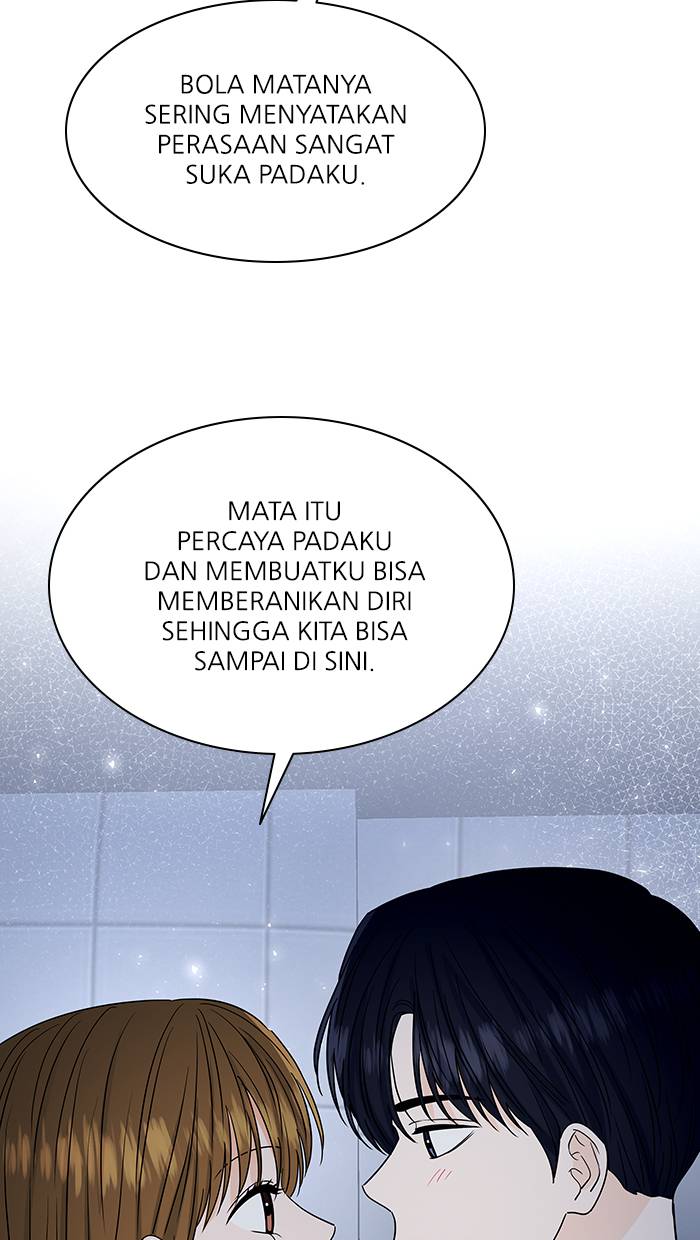 BOLA MATANYA
SERING MENYATAKAN
PERASAAN SANGAT
SUKA PADAKU.
MATA ITU
PERCAYA PADAKU
DAN MEMBUATKU BISA
MEMBERANIKAN DIRI
SEHINGGA KITA BISA
SAMPAI DI SINI.